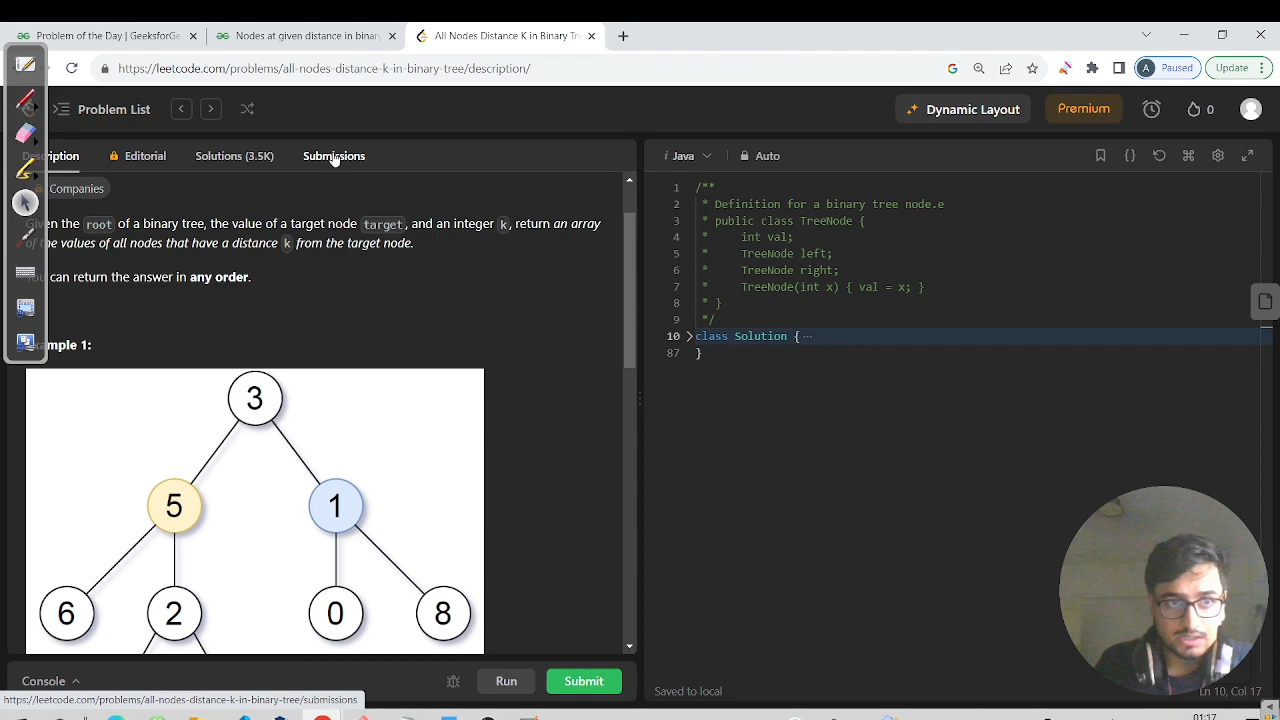 Problem of the Day | GeeksforGe
Nodes at given distance in binar
All Nodes Distance K in Binary Tr
https://leetcode.com/problems/all-nodes-distance-k-in-binary-tree/description/
A Paused
Update
Problem List
Dynamic Layout
Premium
0
Description
Editorial
Solutions (3.5K)
Submissions
Companies
Given the root of a binary tree, the value of a target node target, and an integer k, return an array
of the values of all nodes that have a distance k from the target node.
can return the answer in any order.
Example 1:
3
5 1
6 2 0 8
Console
Run
Submit
https://leetcode.com/problems/all-nodes-distance-k-in-binary-tree/submissions
i Java
Auto
1 /**
2 * Definition for a binary tree node.e
3 * public class TreeNode {
4 * int val;
5 * TreeNode left;
6 * TreeNode right;
7 * TreeNode(int x) { val = x; }
8 * }
9 */
10 class Solution { ···
87 }
Saved to local
Ln 10, Col 17
01:17